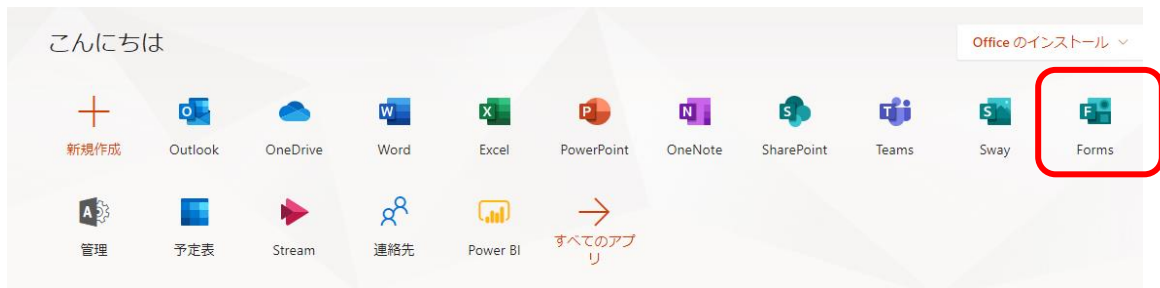 こんにちは
Office のインストール
新規作成
Outlook
OneDrive
Word
Excel
PowerPoint
OneNote
SharePoint
Teams
Sway
Forms
管理
予定表
Stream
連絡先
Power BI
すべてのアプ
リ